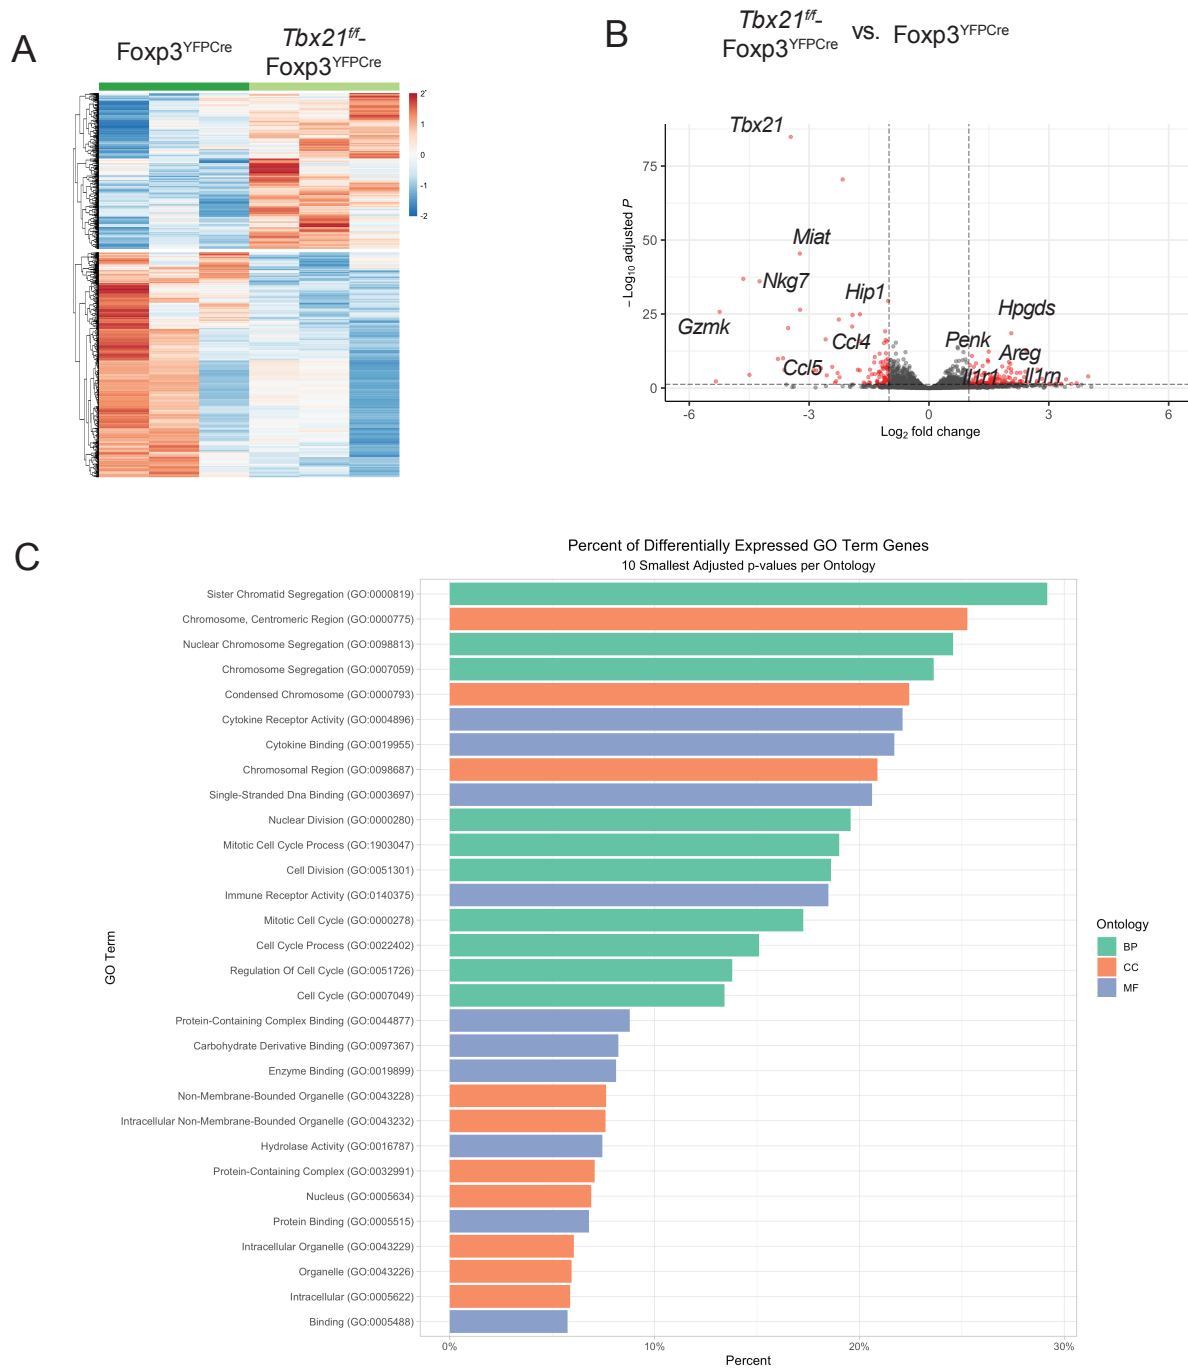 A
Foxp3YFPCre
Tbx21f/f-
Foxp3YFPCre
2
1
0
-1
-2
B
Tbx21f/f-
Foxp3YFPCre
vs. Foxp3YFPCre
Tbx21
Miat
Nkg7
Hip1
Gzmk
Ccl4
Ccl5
Hpgds
Penk
Areg
Il1r1
Il1rn
75
50
25
0
-6
-3
0
3
6
−Log10 adjusted P
Log2 fold change
C
Percent of Differentially Expressed GO Term Genes
10 Smallest Adjusted p-values per Ontology
Sister Chromatid Segregation (GO:0000819)
Chromosome, Centromeric Region (GO:0000775)
Nuclear Chromosome Segregation (GO:0098813)
Chromosome Segregation (GO:0007059)
Condensed Chromosome (GO:0000793)
Cytokine Receptor Activity (GO:0004896)
Cytokine Binding (GO:0019955)
Chromosomal Region (GO:0098687)
Single-Stranded Dna Binding (GO:0003697)
Nuclear Division (GO:0000280)
Mitotic Cell Cycle Process (GO:1903047)
Cell Division (GO:0051301)
Immune Receptor Activity (GO:0140375)
Mitotic Cell Cycle (GO:0000278)
Cell Cycle Process (GO:0022402)
Regulation Of Cell Cycle (GO:0051726)
Cell Cycle (GO:0007049)
Protein-Containing Complex Binding (GO:0044877)
Carbohydrate Derivative Binding (GO:0097367)
Enzyme Binding (GO:0019899)
Non-Membrane-Bounded Organelle (GO:0043228)
Intracellular Non-Membrane-Bounded Organelle (GO:0043232)
Hydrolase Activity (GO:0016787)
Protein-Containing Complex (GO:0032991)
Nucleus (GO:0005634)
Protein Binding (GO:0005515)
Intracellular Organelle (GO:0043229)
Organelle (GO:0043226)
Intracellular (GO:0005622)
Binding (GO:0005488)
GO Term
0%
10%
20%
30%
Percent
Ontology
BP
CC
MF